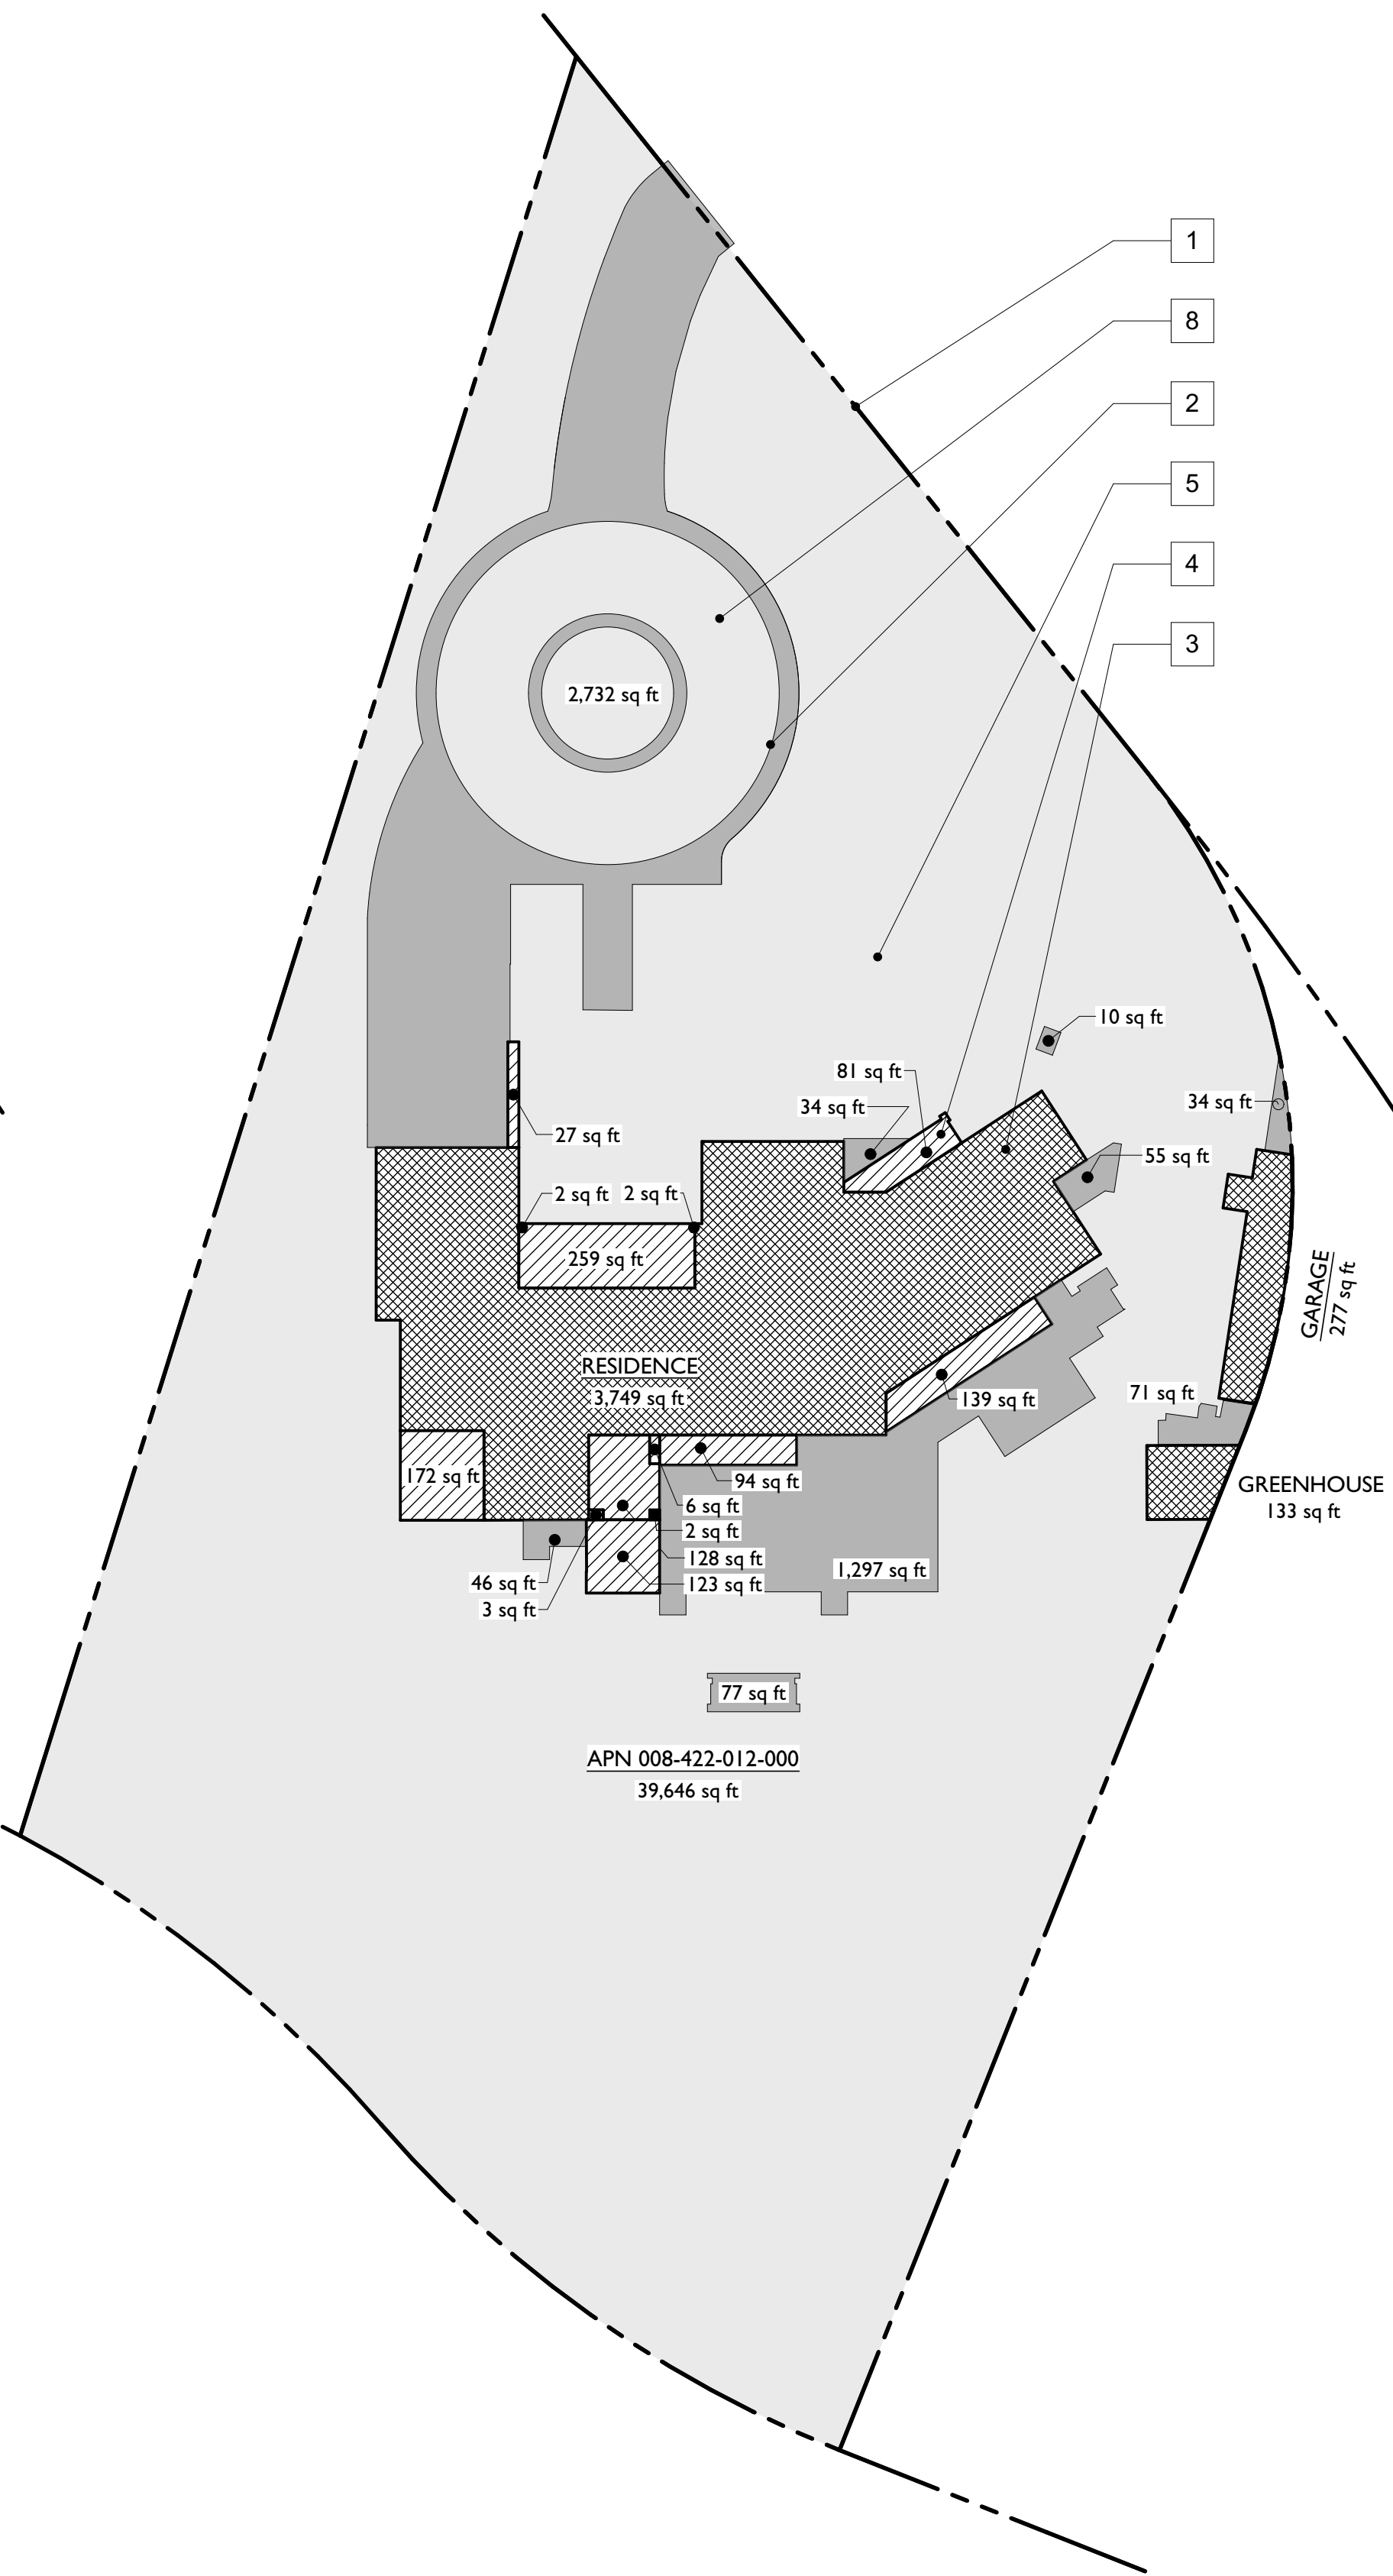 1
8
2
5
4
3
2,732 sq ft
10 sq ft
81 sq ft
34 sq ft
34 sq ft
27 sq ft
55 sq ft
2 sq ft
2 sq ft
259 sq ft
GARAGE
277 sq ft
RESIDENCE
3,749 sq ft
71 sq ft
139 sq ft
172 sq ft
94 sq ft
GREENHOUSE
133 sq ft
6 sq ft
2 sq ft
128 sq ft
1,297 sq ft
46 sq ft
123 sq ft
3 sq ft
77 sq ft
APN 008-422-012-000
39,646 sq ft